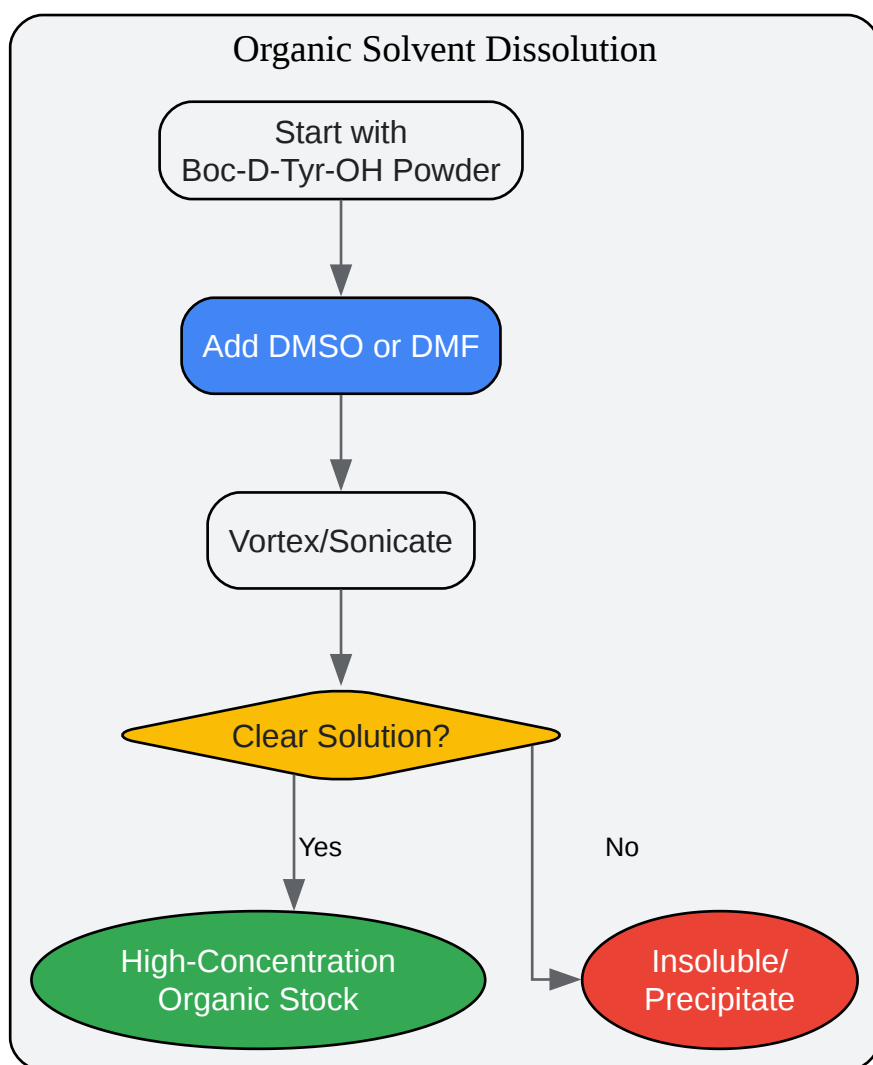 Organic Solvent Dissolution
Start with
Boc-D-Tyr-OH Powder
Add DMSO or DMF
Vortex/Sonicate
Clear Solution?
Yes
No
High-Concentration
Organic Stock
Insoluble/
Precipitate